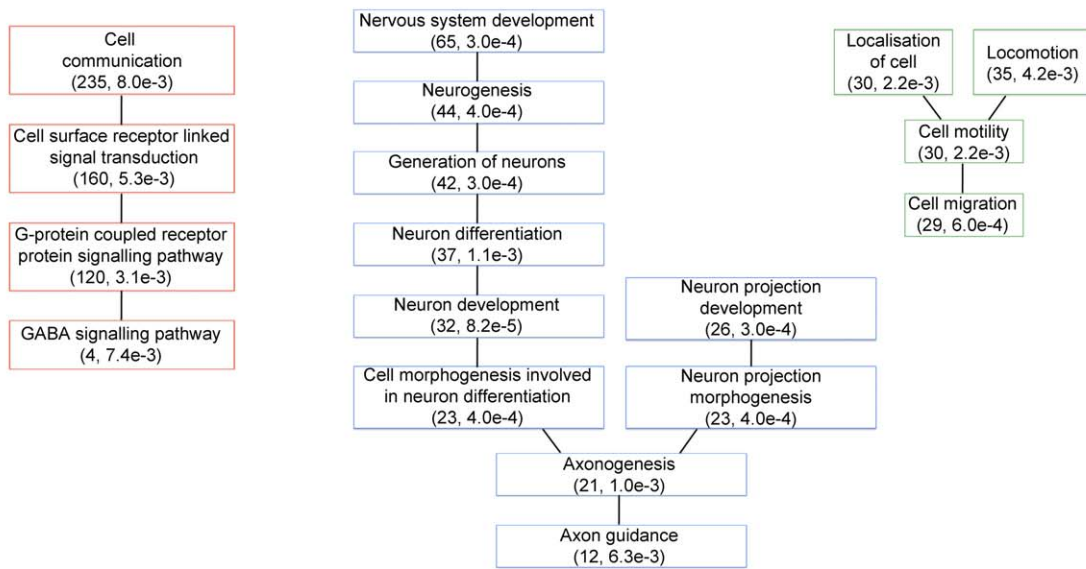 Cell
communication
(235, 8.0e-3)
Cell surface receptor linked
signal transduction
(160, 5.3e-3)
G-protein coupled receptor
protein signalling pathway
(120, 3.1e-3)
GABA signalling pathway
(4, 7.4e-3)
Nervous system development
(65, 3.0e-4)
Neurogenesis
(44, 4.0e-4)
Generation of neurons
(42, 3.0e-4)
Neuron differentiation
(37, 1.1e-3)
Neuron development
(32, 8.2e-5)
Cell morphogenesis involved
in neuron differentiation
(23, 4.0e-4)
Neuron projection
development
(26, 3.0e-4)
Neuron projection
morphogenesis
(23, 4.0e-4)
Axonogenesis
(21, 1.0e-3)
Axon guidance
(12, 6.3e-3)
Localisation
of cell
(30, 2.2e-3)
Locomotion
(35, 4.2e-3)
Cell motility
(30, 2.2e-3)
Cell migration
(29, 6.0e-4)